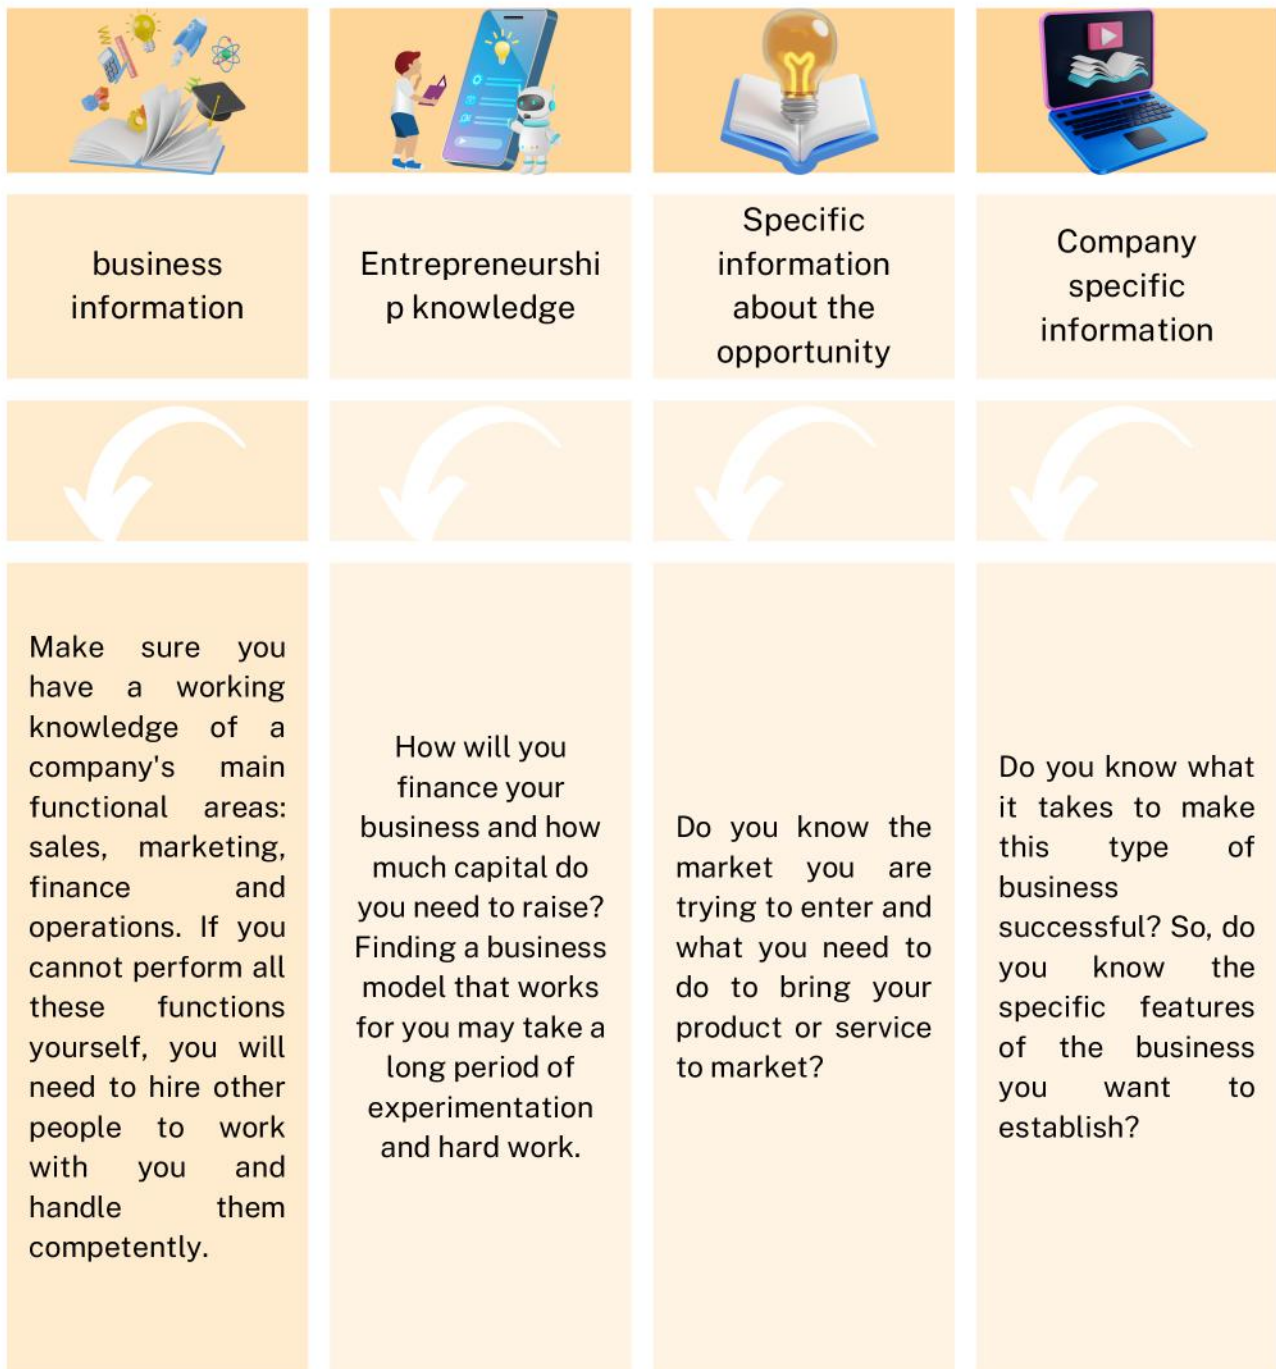 business
information
Entrepreneurshi
p knowledge
Specific
information
about the
opportunity
Company
specific
information
Make sure you
have a working
knowledge of a
company's main
functional areas:
sales, marketing,
finance and
operations. If you
cannot perform all
these functions
yourself, you will
need to hire other
people to work
with you and
handle them
competently.
How will you
finance your
business and how
much capital do
you need to raise?
Finding a business
model that works
for you may take a
long period of
experimentation
and hard work.
Do you know the
market you are
trying to enter and
what you need to
do to bring your
product or service
to market?
Do you know what
it takes to make
this type of
business
successful? So, do
you know the
specific features
of the business
you want to
establish?